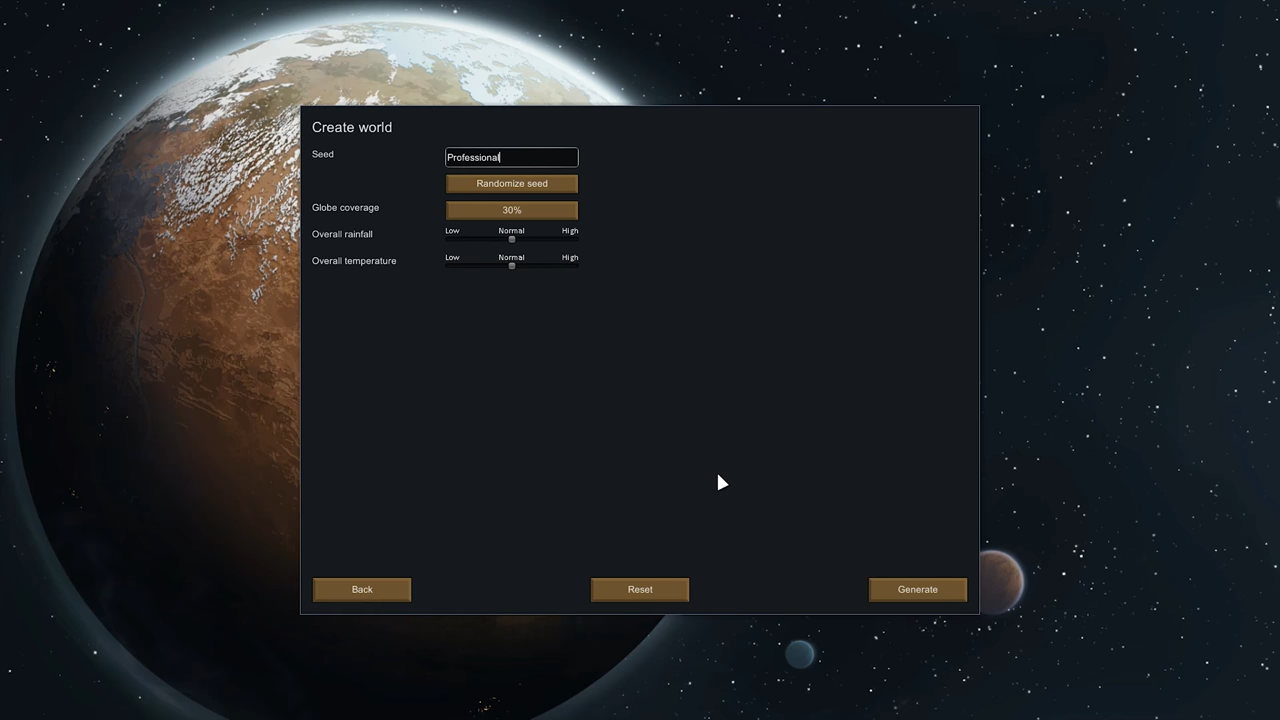 Create world
Seed
Professional
Randomize seed
Globe coverage
30%
Overall rainfall
Low Normal High
Overall temperature
Low Normal High
Back Reset Generate